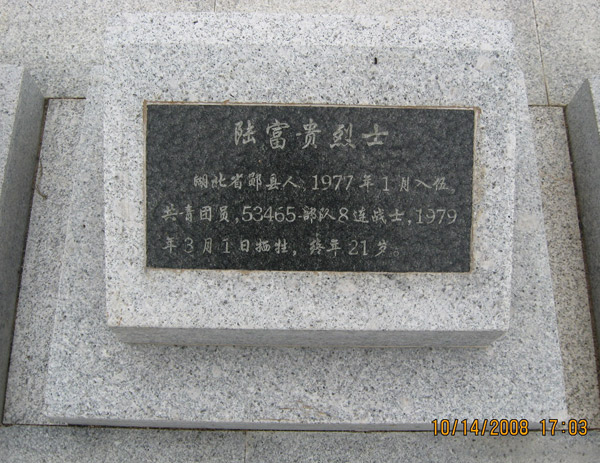 陆富贵烈士
湖北省郧县人，1977年1月入伍。
共青团员，53465部队8连战士，1979
年3月1日牺牲，终年21岁。
10/14/2008 17:03